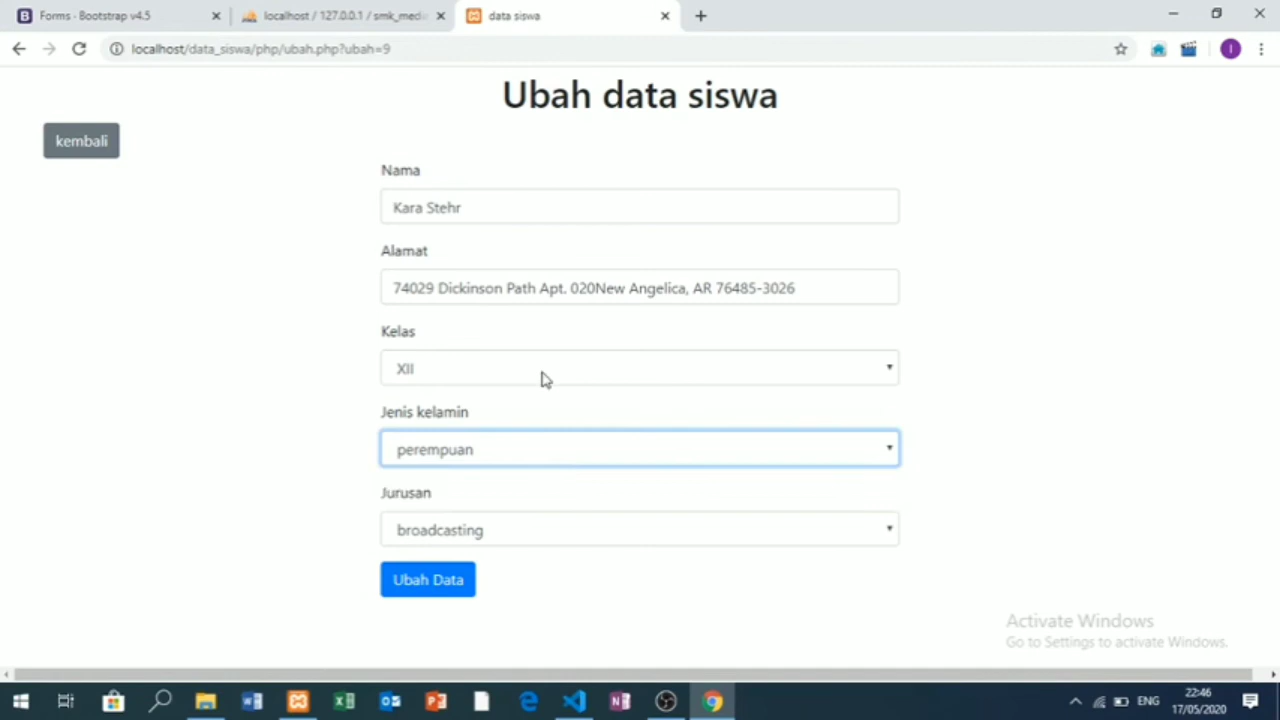 Forms - Bootstrap v4.5
localhost / 127.0.0.1 / smk_medi
data siswa
localhost/data_siswa/php/ubah.php?ubah=9
Ubah data siswa
kembali
Nama
Kara Stehr
Alamat
74029 Dickinson Path Apt. 020New Angelica, AR 76485-3026
Kelas
XII
Jenis kelamin
perempuan
Jurusan
broadcasting
Ubah Data
Activate Windows
Go to Settings to activate Windows.
ENG
22:46
17/05/2020